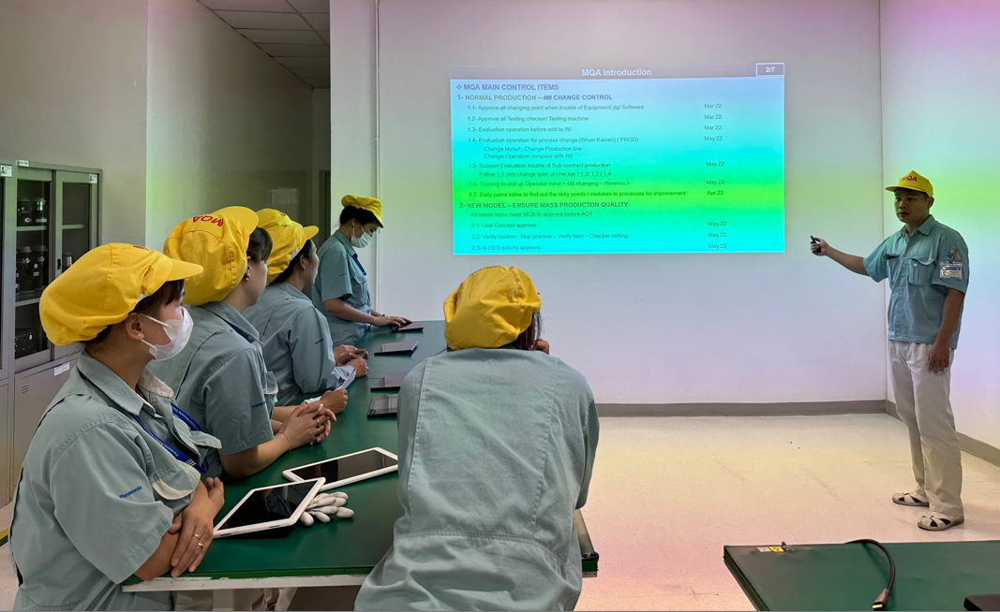 MQA Introduction
2/7
❖ MQA MAIN CONTROL ITEMS
1- NORMAL PRODUCTION – 4M CHANGE CONTROL
1.1- Approve all changing point when trouble of Equipment/ jig/ Software Mar.22
1.2- Approve all Testing checker/ Testing machine Mar.22
1.3- Evaluation operation before add to WI Mar.22
1.4- Evaluation operation for process change (When Kaizen) ( PROD) May.22
Change layout; Change Production line
Change Operation compare with WI
1.5- Support Evaluation trouble of Sub contract production May.22
Follow 1.1 only change spec of checker / 1.2/ 1.3 / 1.4
1.6- Training to skill up Operator mind < 4M changing – Horenso > May.22
1.7- Daily patrol inline to find out the risky points / mistakes in processes for improvement Apr.23
2- NEW MODEL – ENSURE MASS PRODUCTON QUALITY
All below items need MQA to approve before AQ1
2.1- Line Concept approve May.22
2.2- Verify system : Skip process – Verify item – Checker setting May.22
2.3- activity approve May.22
MQA
MQA
MQA